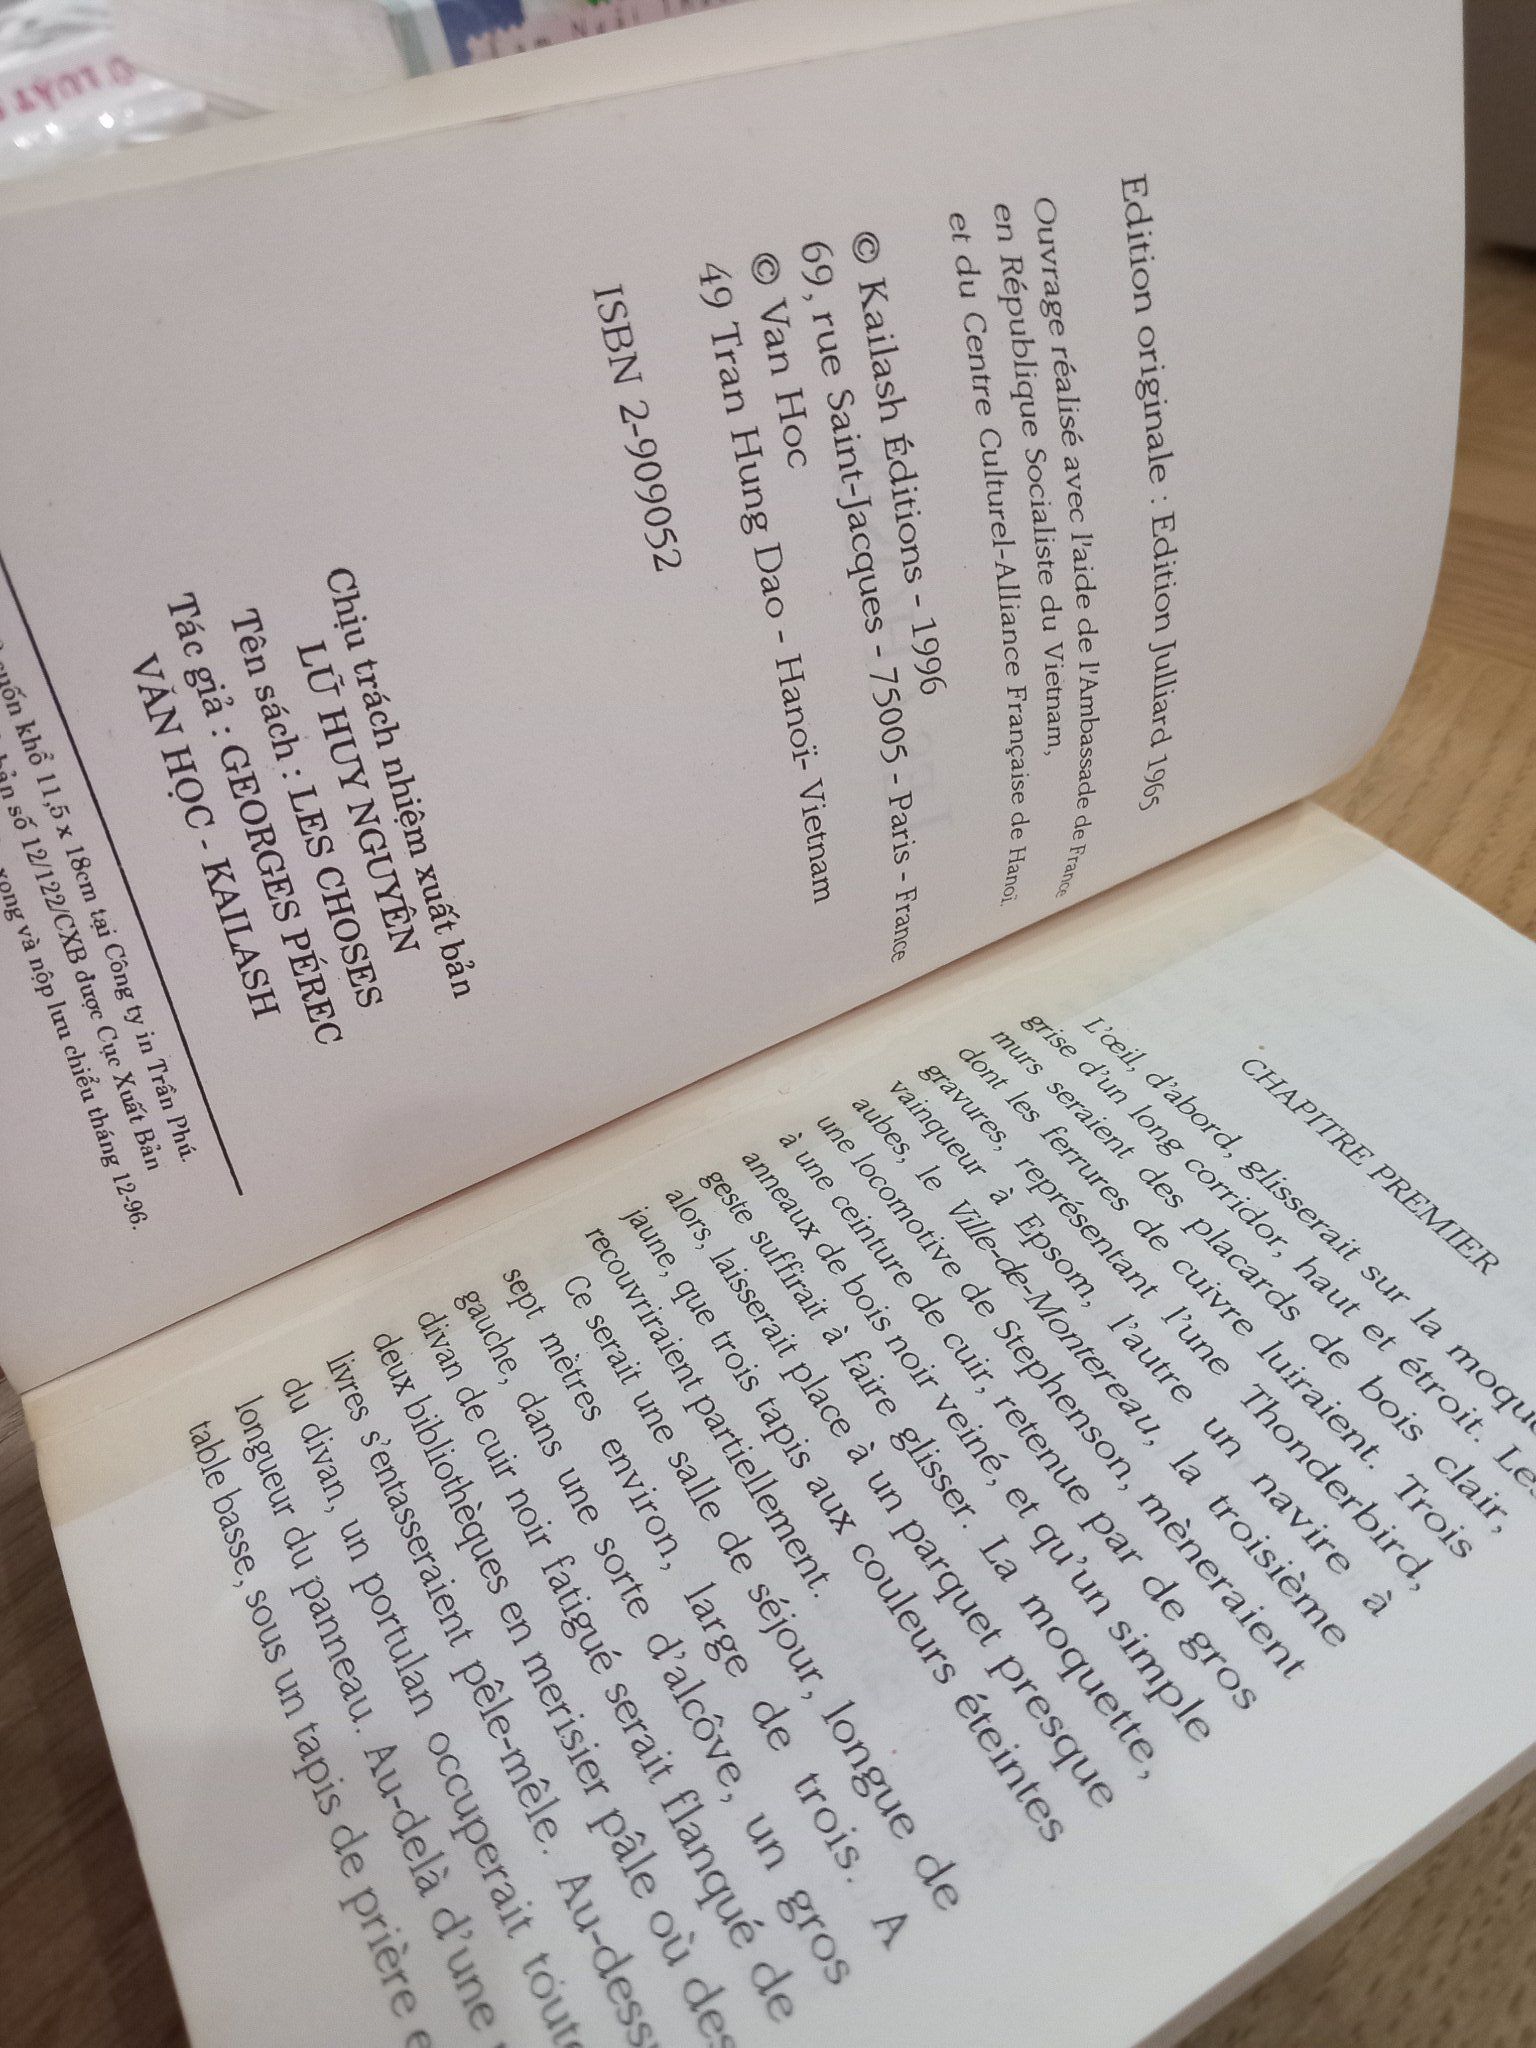 Edition originale : Edition Julliard 1965
Ouvrage réalisé avec l'aide de l'Ambassade de France
en République Socialiste du Vietnam,
et du Centre Culturel-Alliance Française de Hanoï.
© Kailash Éditions - 1996
69, rue Saint-Jacques - 75005 - Paris - France
© Van Hoc
49 Tran Hung Dao - Hanoï- Vietnam
ISBN 2-909052
Chịu trách nhiệm xuất bản
LŨ HUY NGUYÊN
Tên sách : LES CHOSES
Tác giả : GEORGES PÉREC
VĂN HỌC - KAILASH
cuốn khổ 11,5 x 18cm tại Công ty in Trần Phú.
bản số 12/122/CXB được Cục Xuất Bản
xong và nộp lưu chiểu tháng 12-96.
CHAPITRE PREMIER
L'œil, d'abord, glisserait sur la
grise d'un long corridor, haut et étroit. Les
murs seraient des placards de bois clair,
dont les ferrures de cuivre luiraient. Trois
gravures, représentant l'une Thonderbird,
vainqueur à Epsom, l'autre un navire à
aubes, le Ville-de-Montereau, la troisième
une locomotive de Stephenson, mèneraient
à une ceinture de cuir, retenue par de gros
anneaux de bois noir veiné, et qu'un simple
geste suffirait à faire glisser. La moquette,
alors, laisserait place à un parquet presque
jaune, que trois tapis aux couleurs éteintes
recouvriraient partiellement.
Ce serait une salle de séjour, longue de
sept mètres environ, large de trois. A
gauche, dans une sorte d'alcôve, un gros
divan de cuir noir fatigué serait flanqué de
deux bibliothèques en merisier pâle où des
livres s'entasseraient pêle-mêle.
du divan, un portulan occuperait toute
longueur du panneau. Au-delà d'une
table basse, sous un tapis de prière